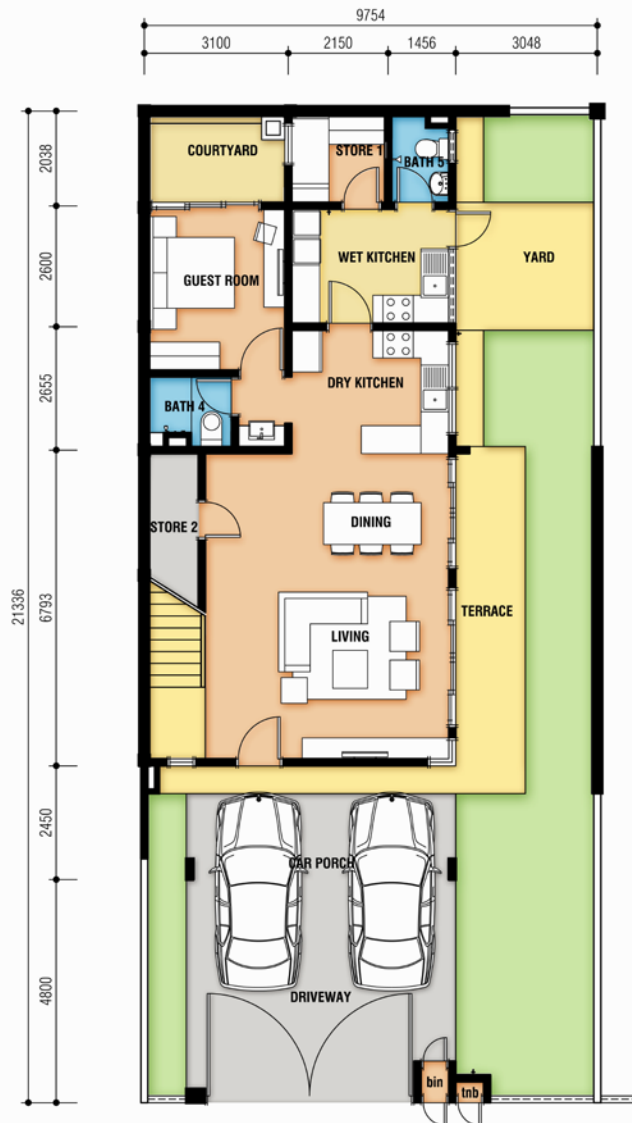 9754
3100
2150
1456
3048
COURTYARD
STORE 1
BATH 5
2038
WET KITCHEN
YARD
2600
GUEST ROOM
DRY KITCHEN
2655
BATH 4
DINING
STORE 2
21336
6793
TERRACE
LIVING
2450
CAR PORCH
4800
DRIVEWAY
bin
tnb